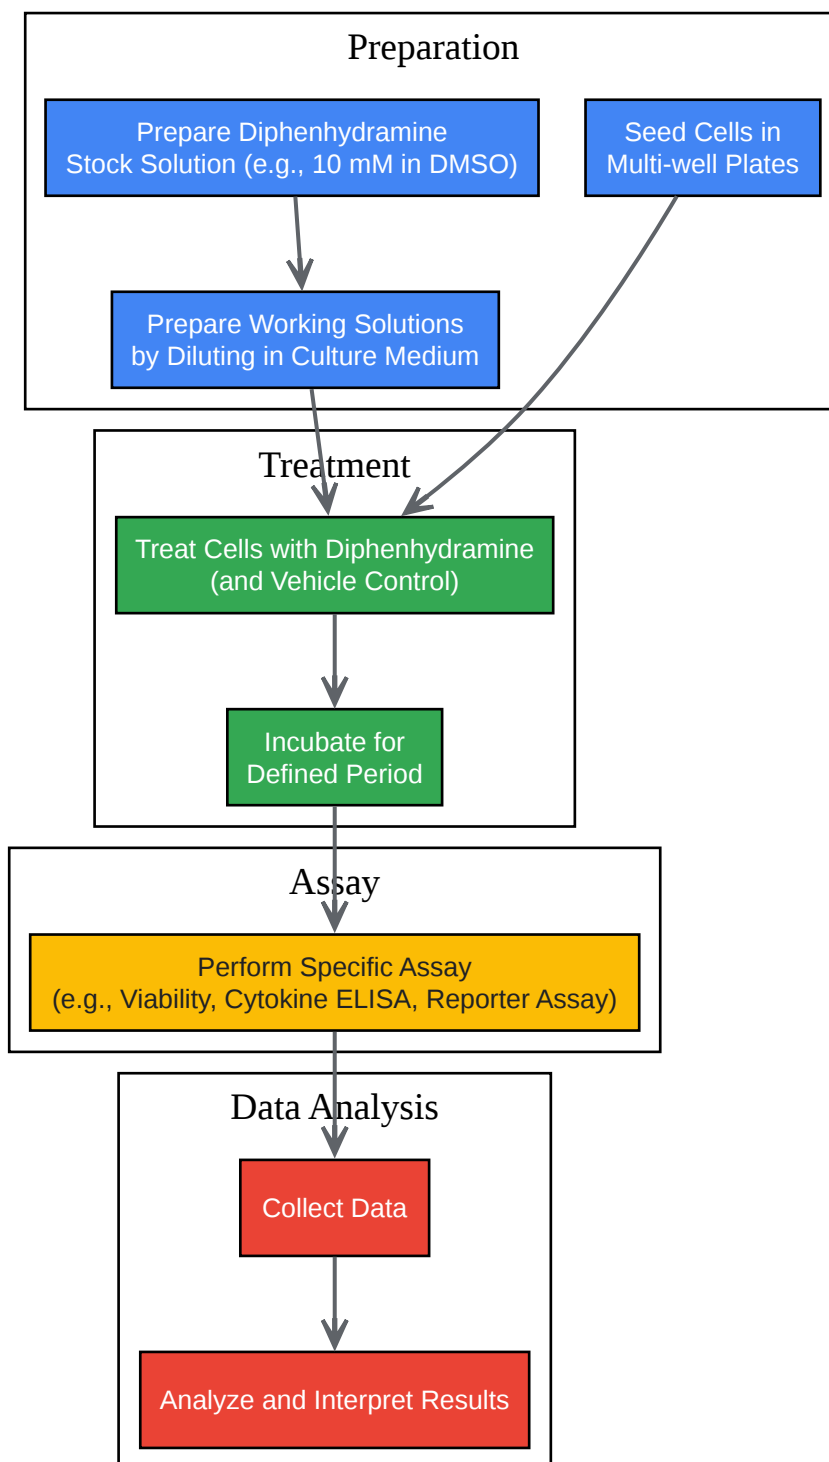 Preparation
Prepare Diphenhydramine
Stock Solution (e.g., 10 mM in DMSO)
Seed Cells in
Multi-well Plates
Prepare Working Solutions
by Diluting in Culture Medium
Treatment
Treat Cells with Diphenhydramine
(and Vehicle Control)
Incubate for
Defined Period
Assay
Perform Specific Assay
(e.g., Viability, Cytokine ELISA, Reporter Assay)
Data Analysis
Collect Data
Analyze and Interpret Results